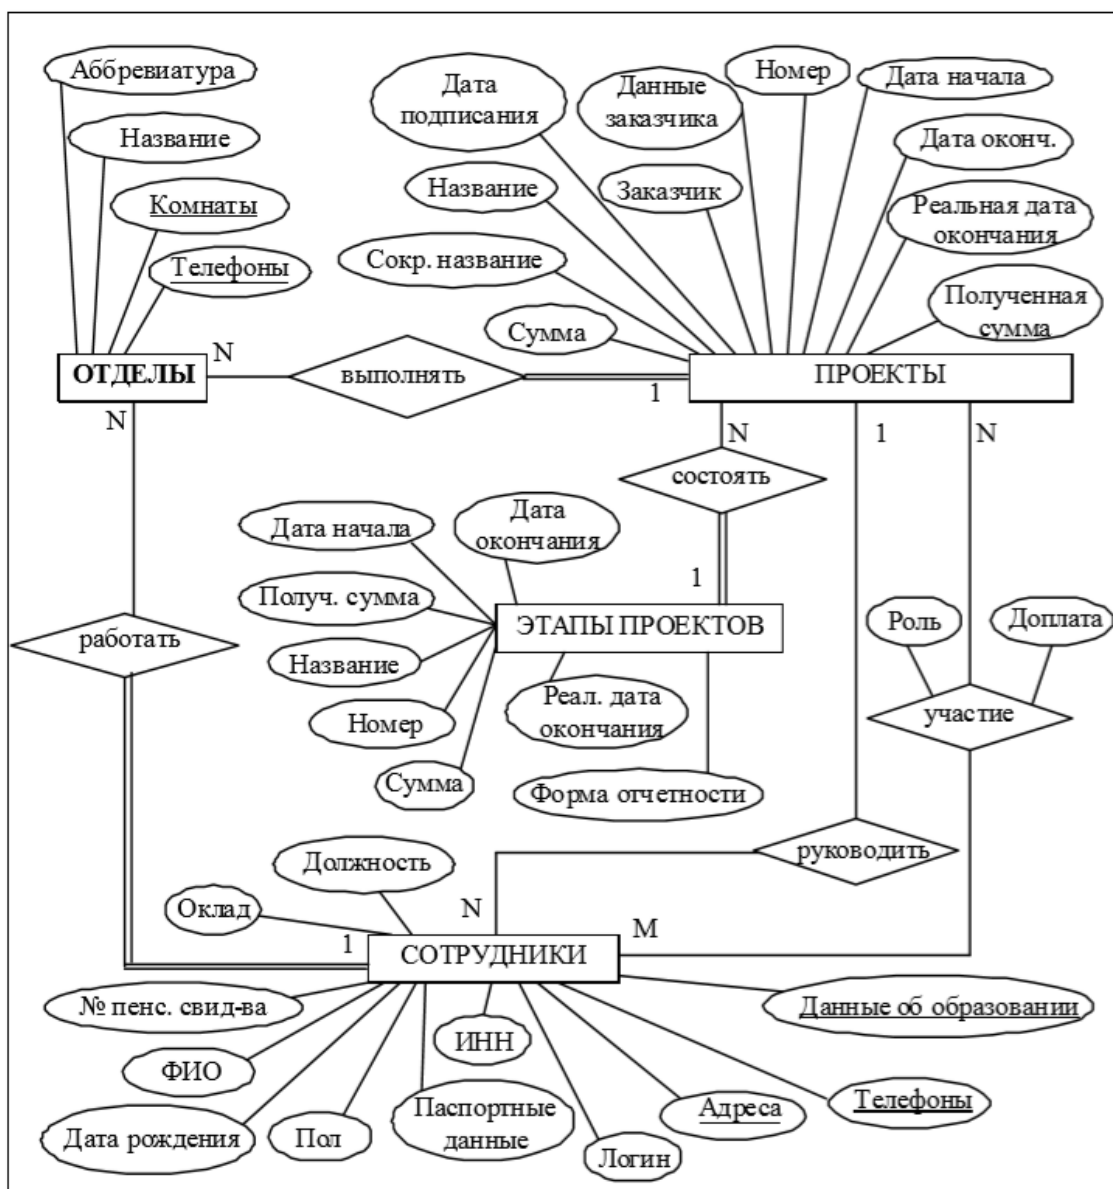 Аббревиатура
Название
Комнаты
Телефоны
Дата
подписания
Данные
заказчика
Номер
Дата начала
Название
Заказчик
Дата оконч.
Сокр. название
Реальная дата
окончания
Сумма
Полученная
сумма
ОТДЕЛЫ
N
выполнять
1
ПРОЕКТЫ
N
N
1
N
состоять
Дата начала
Дата
окончания
1
Получ. сумма
ЭТАПЫ ПРОЕКТОВ
Роль
Доплата
работать
Название
Номер
Реал. дата
окончания
участие
Сумма
Форма отчетности
Должность
руководить
Оклад
N
M
1
СОТРУДНИКИ
№ пенс. свид-ва
Данные об образовании
ФИО
ИНН
Дата рождения
Пол
Паспортные
данные
Логин
Адреса
Телефоны